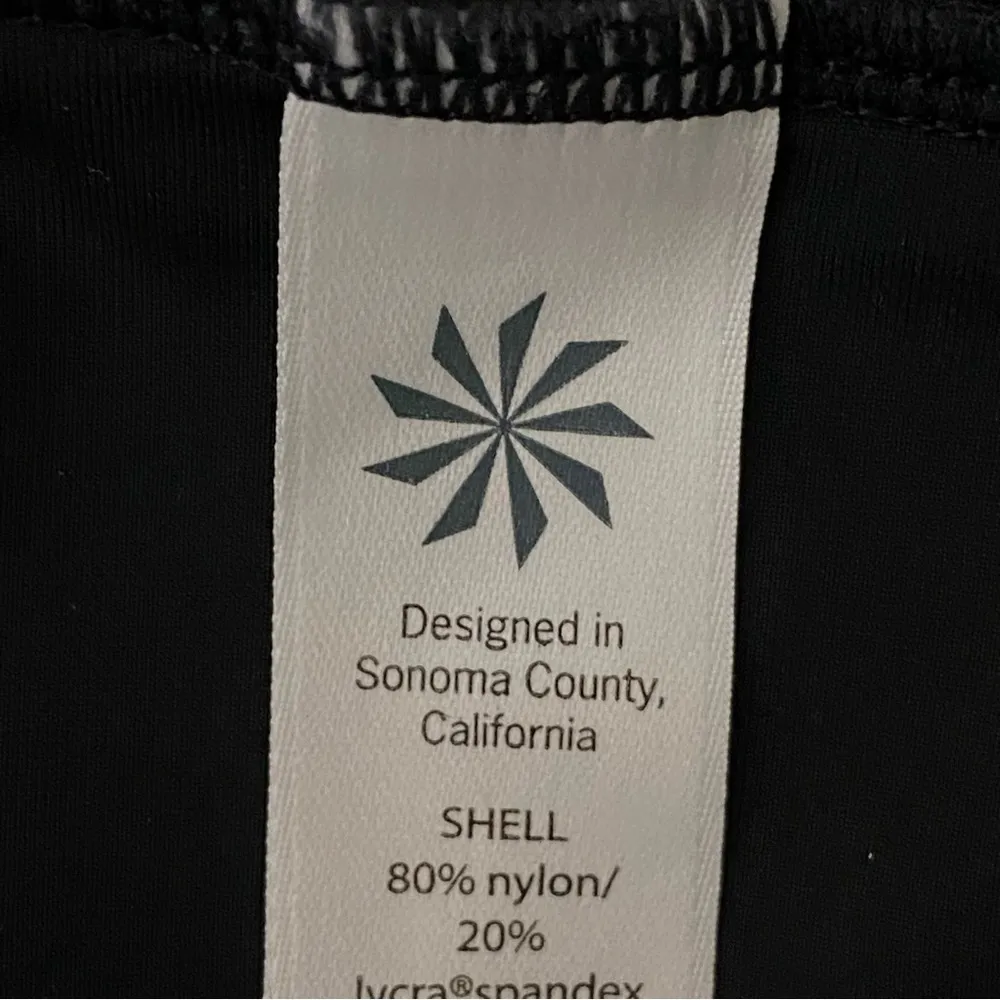 Designed in
Sonoma County,
California
SHELL
80% nylon/
20%
lycra®spandex